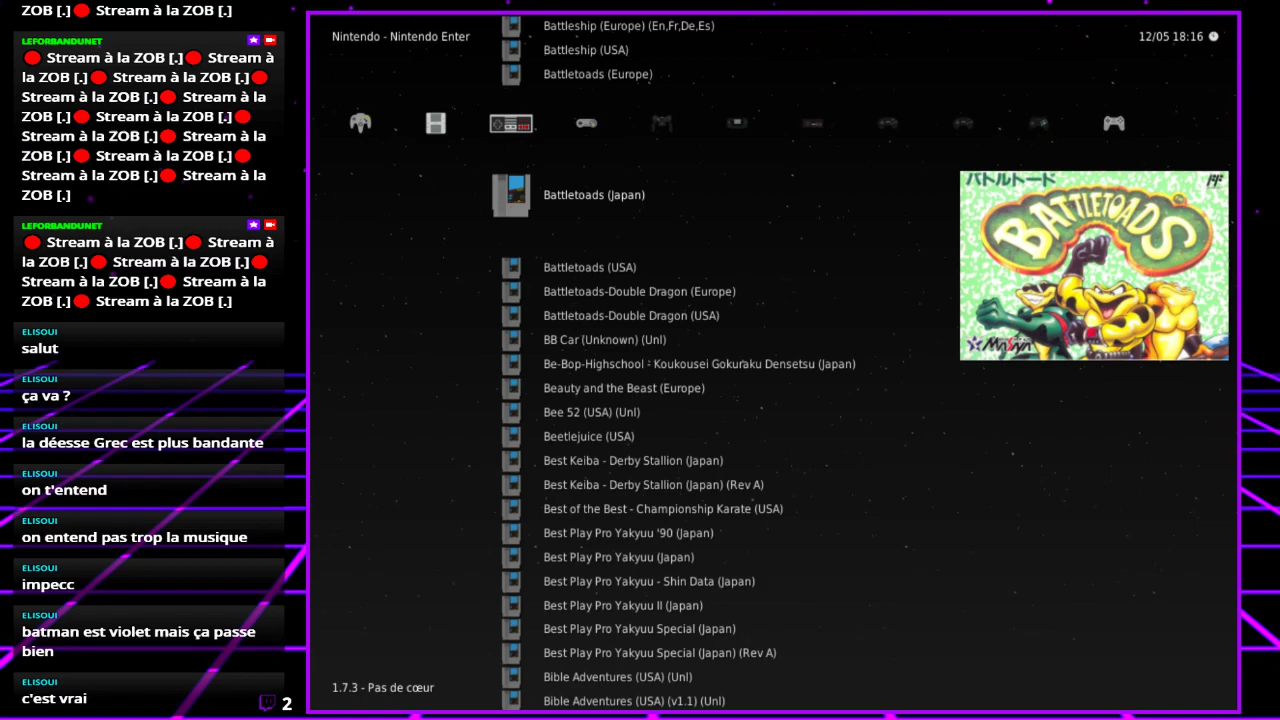 ZOB [.]🔴 Stream à la ZOB [.]
LEFORBANDUNET
🔴 Stream à la ZOB [.]🔴 Stream à
la ZOB [.]🔴 Stream à la ZOB [.]🔴
Stream à la ZOB [.]🔴 Stream à la
ZOB [.]🔴 Stream à la ZOB [.]🔴
Stream à la ZOB [.]🔴 Stream à la
ZOB [.]🔴 Stream à la ZOB [.]🔴
Stream à la ZOB [.]🔴 Stream à la
ZOB [.]
LEFORBANDUNET
🔴 Stream à la ZOB [.]🔴 Stream à
la ZOB [.]🔴 Stream à la ZOB [.]🔴
Stream à la ZOB [.]🔴 Stream à la
ZOB [.]🔴 Stream à la ZOB [.]
ELISOUI
salut
ELISOUI
ça va ?
ELISOUI
la déesse Grec est plus bandante
ELISOUI
on t'entend
ELISOUI
on entend pas trop la musique
ELISOUI
impecc
ELISOUI
batman est violet mais ça passe
bien
ELISOUI
c'est vrai
2
Nintendo - Nintendo Enter
12/05 18:16
Battleship (Europe) (En,Fr,De,Es)
Battleship (USA)
Battletoads (Europe)
Battletoads (Japan)
Battletoads (USA)
Battletoads-Double Dragon (Europe)
Battletoads-Double Dragon (USA)
BB Car (Unknown) (Unl)
Be-Bop-Highschool : Koukousei Gokuraku Densetsu (Japan)
Beauty and the Beast (Europe)
Bee 52 (USA) (Unl)
Beetlejuice (USA)
Best Keiba - Derby Stallion (Japan)
Best Keiba - Derby Stallion (Japan) (Rev A)
Best of the Best - Championship Karate (USA)
Best Play Pro Yakyuu '90 (Japan)
Best Play Pro Yakyuu (Japan)
Best Play Pro Yakyuu - Shin Data (Japan)
Best Play Pro Yakyuu II (Japan)
Best Play Pro Yakyuu Special (Japan)
Best Play Pro Yakyuu Special (Japan) (Rev A)
Bible Adventures (USA) (Unl)
Bible Adventures (USA) (v1.1) (Unl)
1.7.3 - Pas de cœur
バトルトード
BATTLETOADS
MASAYA